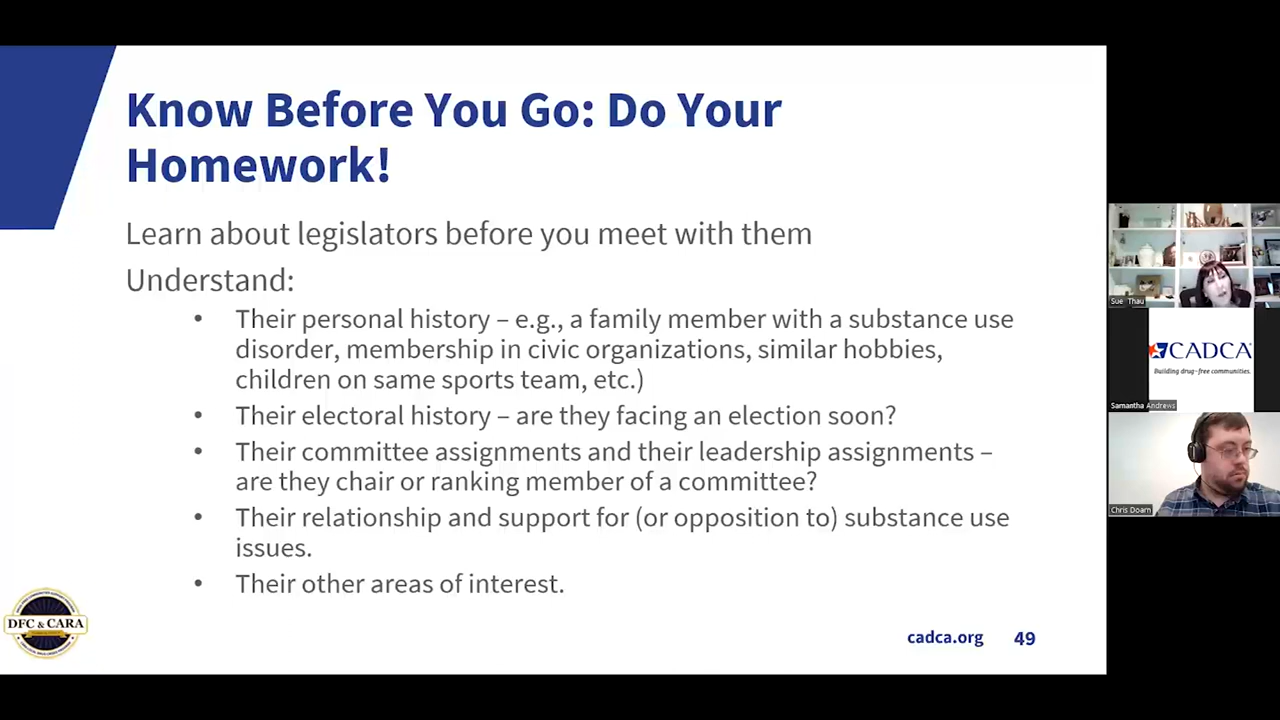 Know Before You Go: Do Your
Homework!
Learn about legislators before you meet with them
Understand:
• Their personal history – e.g., a family member with a substance use
disorder, membership in civic organizations, similar hobbies,
children on same sports team, etc.)
• Their electoral history – are they facing an election soon?
• Their committee assignments and their leadership assignments –
are they chair or ranking member of a committee?
• Their relationship and support for (or opposition to) substance use
issues.
• Their other areas of interest.
DFC & CARA
cadca.org 49
Sue Thau
CADCA
Building drug-free communities.
Samantha Andrews
Chris Doarn